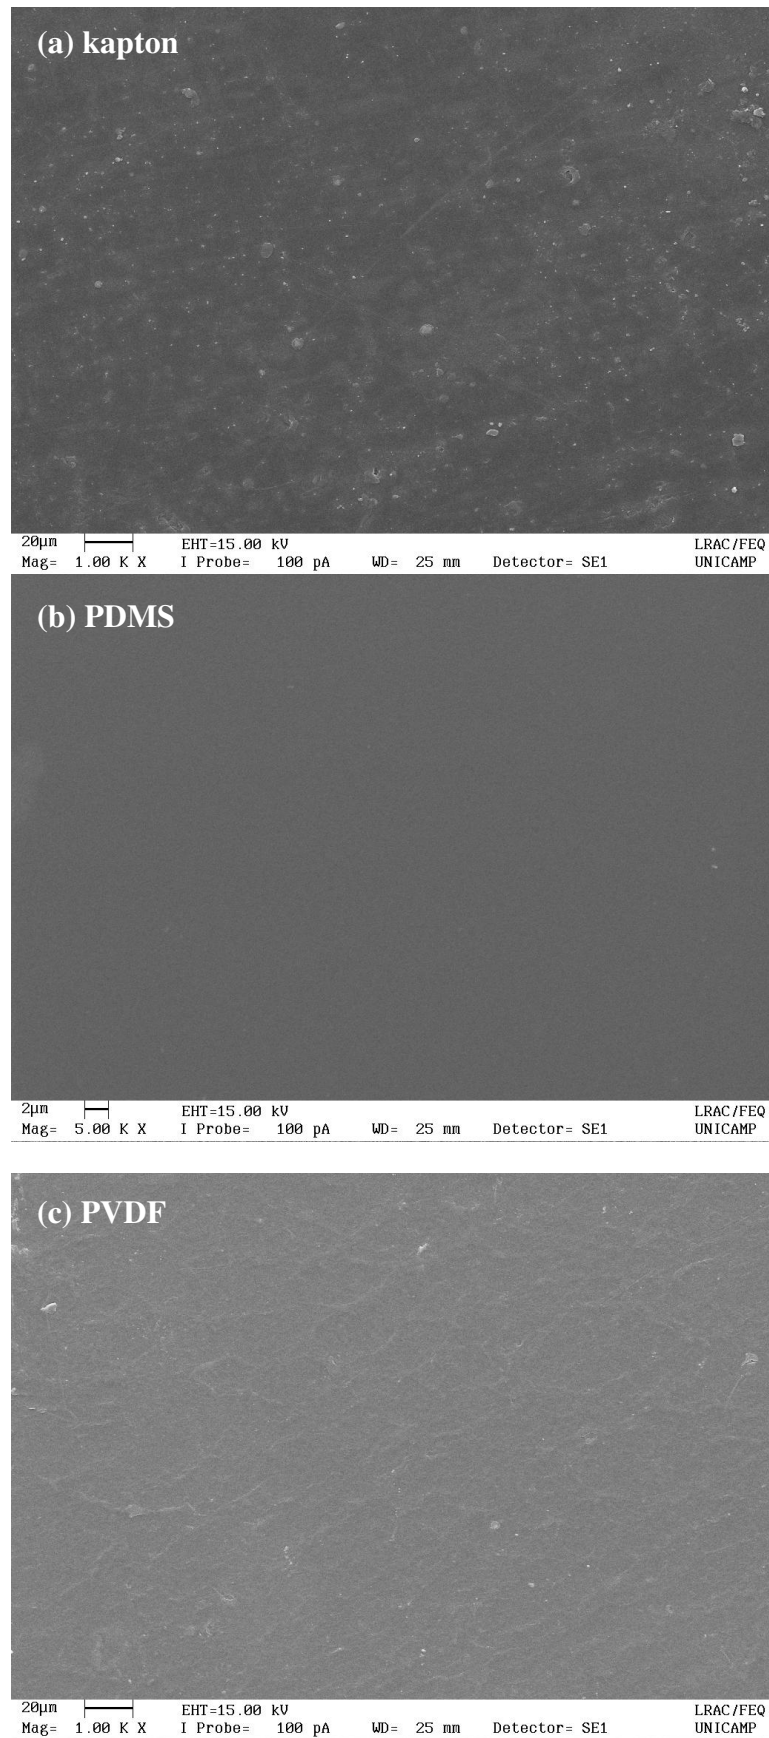 (a) kapton
20µm EHT=15.00 kV LRAC/FEQ
Mag= 1.00 K X I Probe= 100 pA WD= 25 mm Detector= SE1 UNICAMP
(b) PDMS
2µm EHT=15.00 kV LRAC/FEQ
Mag= 5.00 K X I Probe= 100 pA WD= 25 mm Detector= SE1 UNICAMP
(c) PVDF
20µm EHT=15.00 kV LRAC/FEQ
Mag= 1.00 K X I Probe= 100 pA WD= 25 mm Detector= SE1 UNICAMP